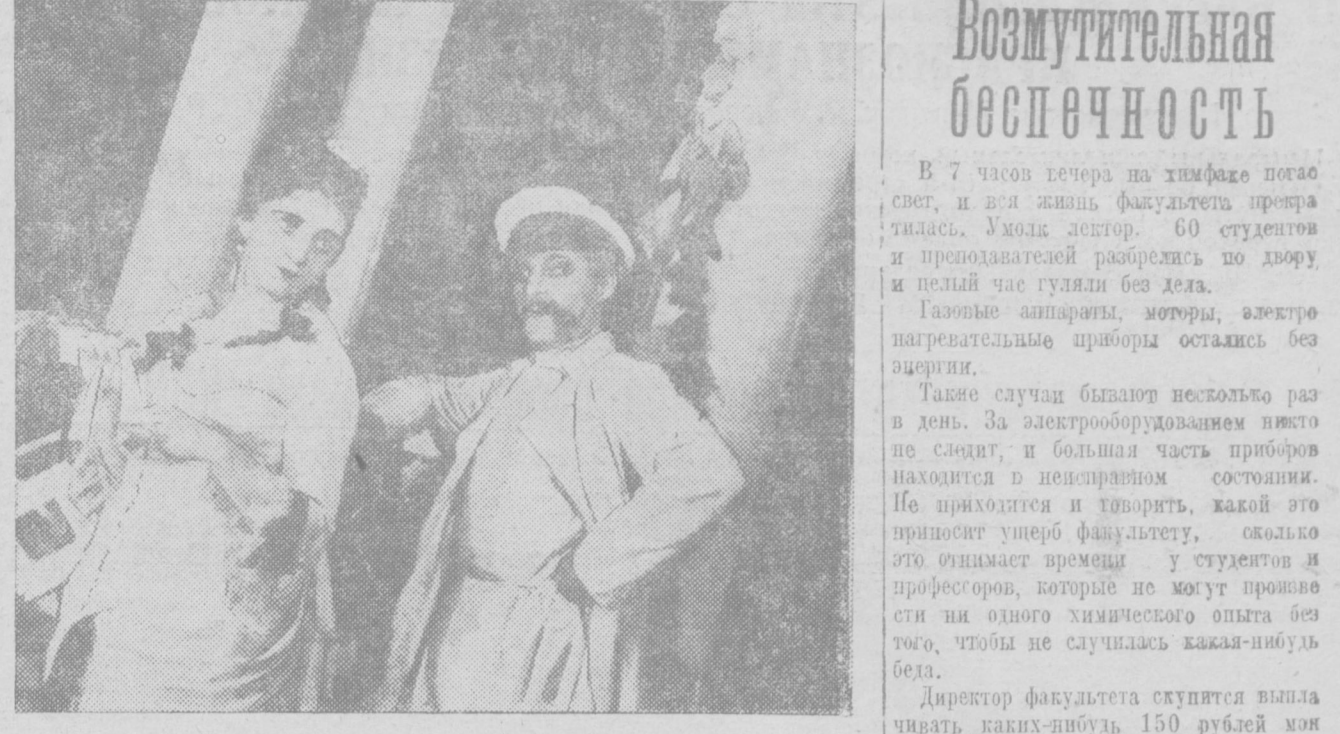 Возмутительная
беспечность
В 7 часов вечера на химфаке погас
свет, и вся жизнь факультета прекра
тилась. Умолк лектор. 60 студентов
и преподавателей разбрелись по двору
и целый час гуляли без дела.
Газовые аппараты, моторы, электро
нагревательные приборы остались без
энергии.
Такие случаи бывают несколько раз
в день. За электрооборудованием никто
не следит, и большая часть приборов
находится в неисправном состоянии.
Не приходится и говорить, какой это
приносит ущерб факультету, сколько
это отнимает времени у студентов и
профессоров, которые не могут произве
сти ни одного химического опыта без
того, чтобы не случилась какая-нибудь
беда.
Директор факультета скупится выпла
чивать каких-нибудь 150 рублей мон